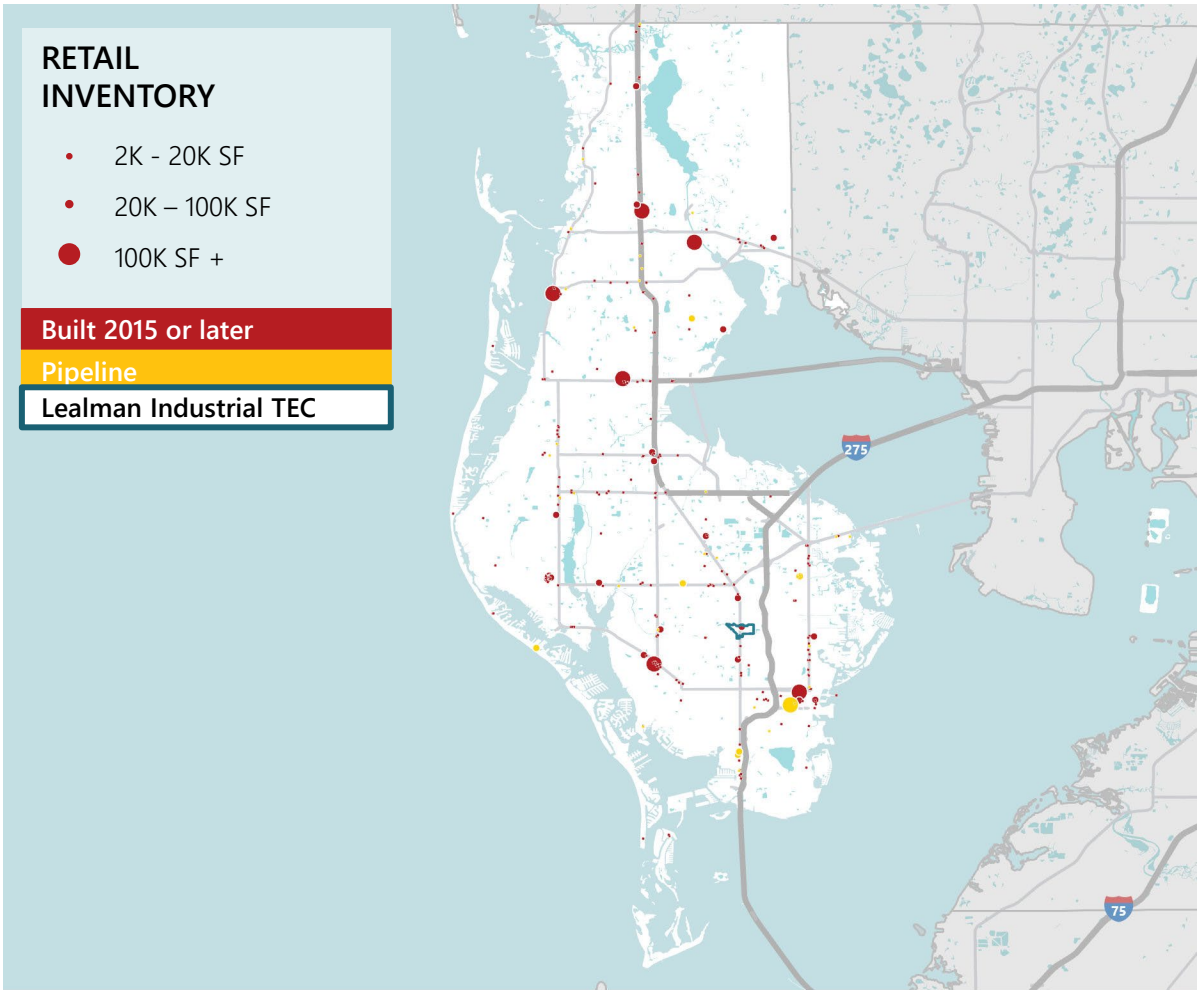 RETAIL
INVENTORY
2K - 20K SF
20K – 100K SF
100K SF +
Built 2015 or later
Pipeline
Lealman Industrial TEC
275
75